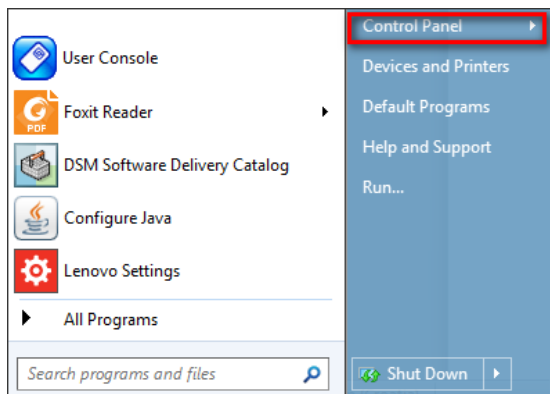 User Console
Foxit Reader
PDF
DSM Software Delivery Catalog
Configure Java
Lenovo Settings
All Programs
Search programs and files
Control Panel
Devices and Printers
Default Programs
Help and Support
Run...
Shut Down